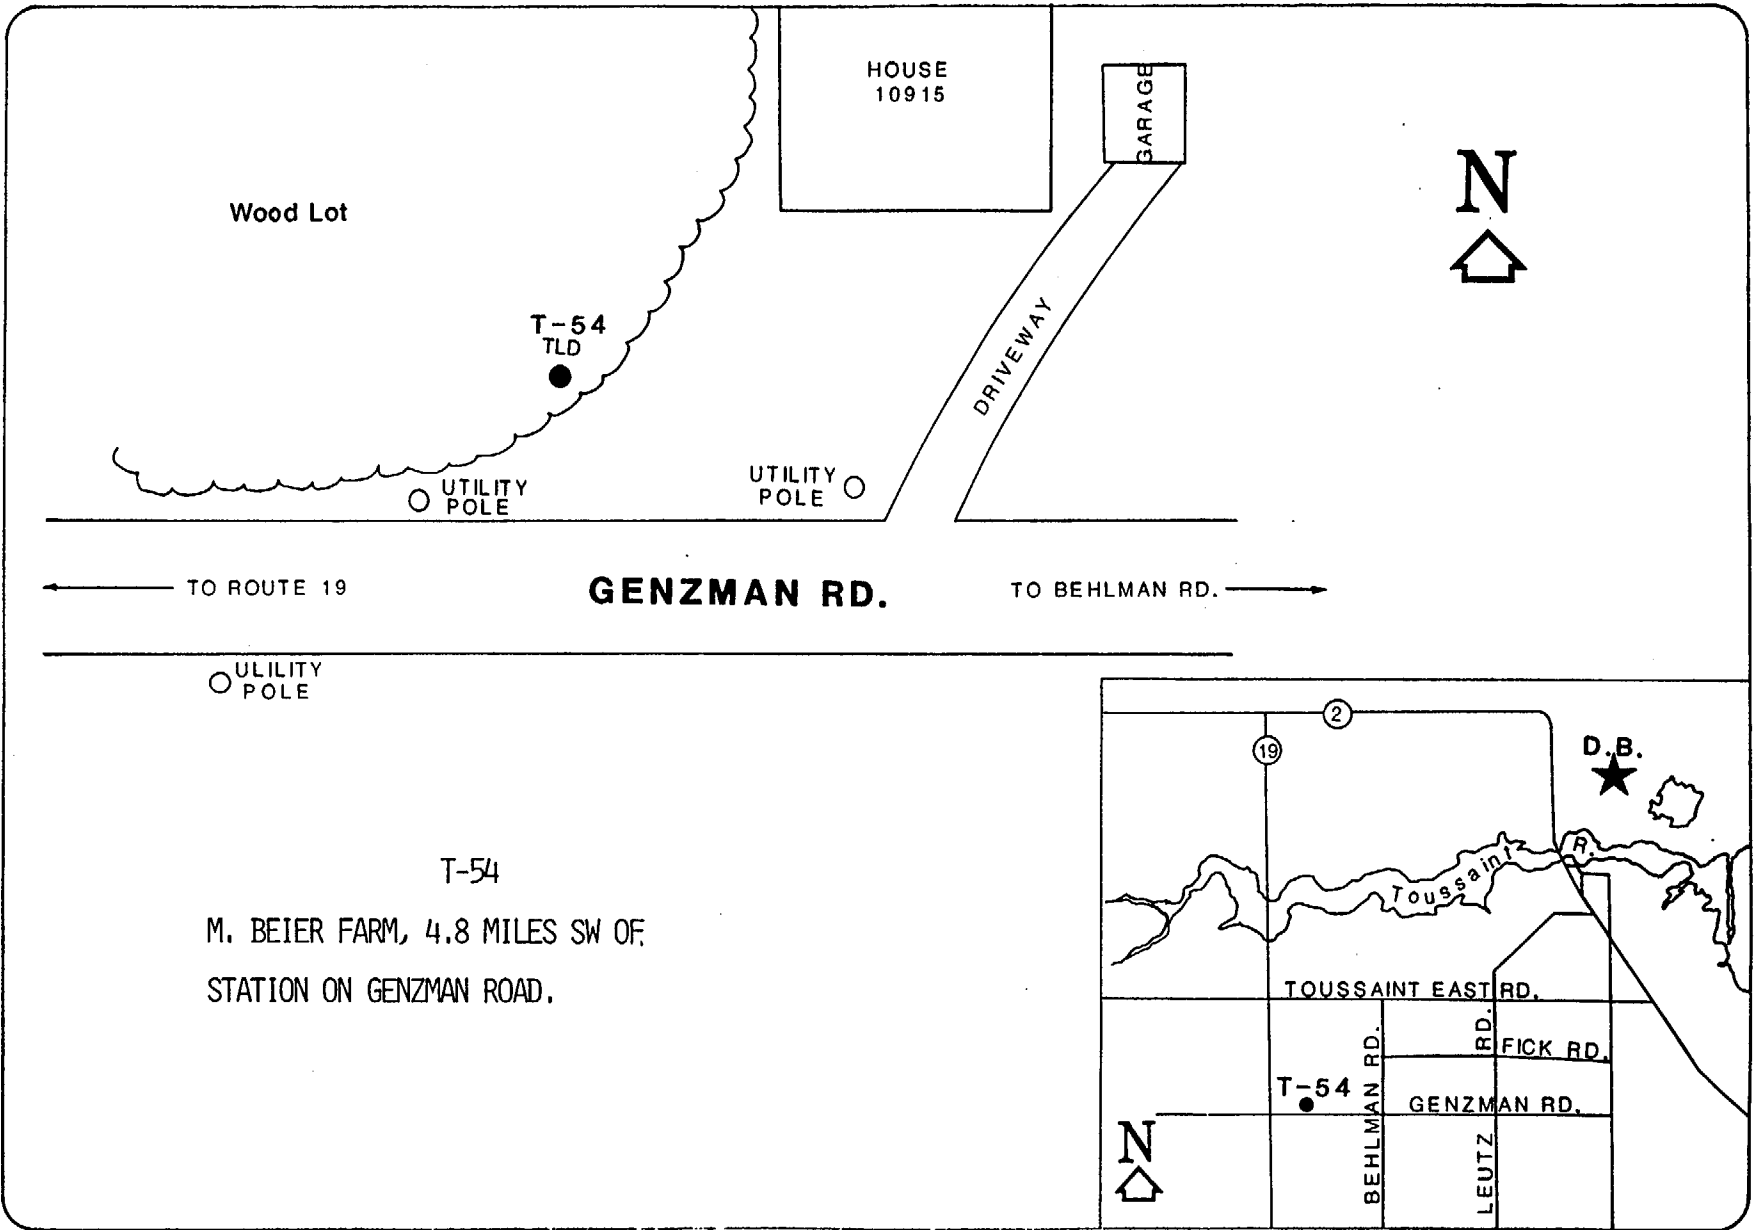 HOUSE
10915
GARAGE
N
Wood Lot
T-54
TLD
DRIVEWAY
UTILITY
POLE
UTILITY
POLE
TO ROUTE 19
GENZMAN RD.
TO BEHLMAN RD.
ULILITY
POLE
T-54
M. BEIER FARM, 4.8 MILES SW OF
STATION ON GENZMAN ROAD.
2
19
D.B.
Toussaint R.
TOUSSAINT EAST RD.
BEHLMAN RD.
LEUTZ RD.
FICK RD.
T-54
GENZMAN RD.
N